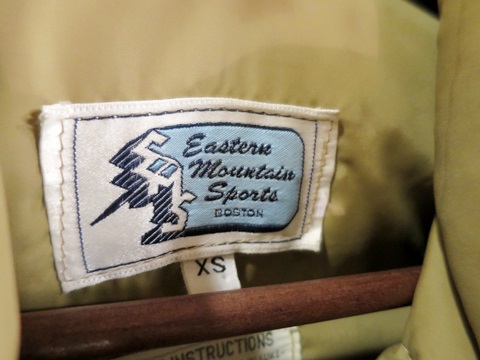 Eastern
Mountain
Sports
BOSTON
XS
INSTRUCTIONS